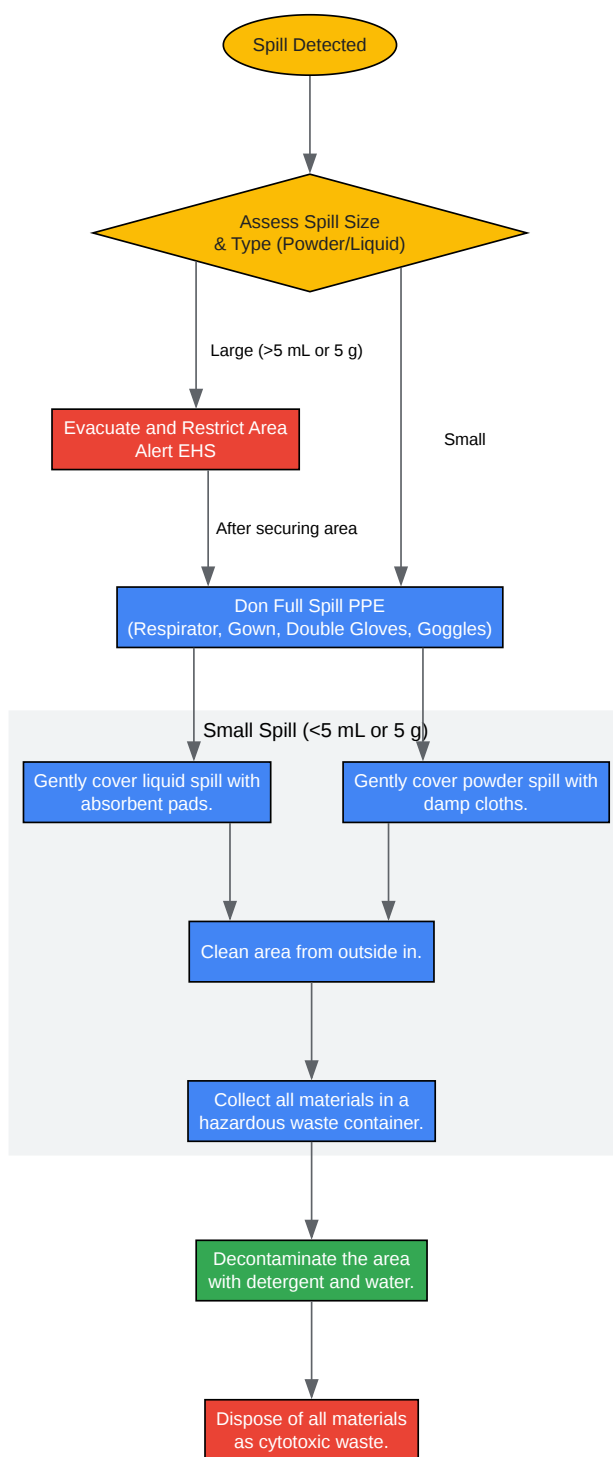 Spill Detected
Assess Spill Size
& Type (Powder/Liquid)
Large (>5 mL or 5 g)
Evacuate and Restrict Area
Alert EHS
Small
After securing area
Don Full Spill PPE
(Respirator, Gown, Double Gloves, Goggles)
Small Spill (<5 mL or 5 g)
Gently cover liquid spill with
absorbent pads.
Gently cover powder spill with
damp cloths.
Clean area from outside in.
Collect all materials in a
hazardous waste container.
Decontaminate the area
with detergent and water.
Dispose of all materials
as cytotoxic waste.